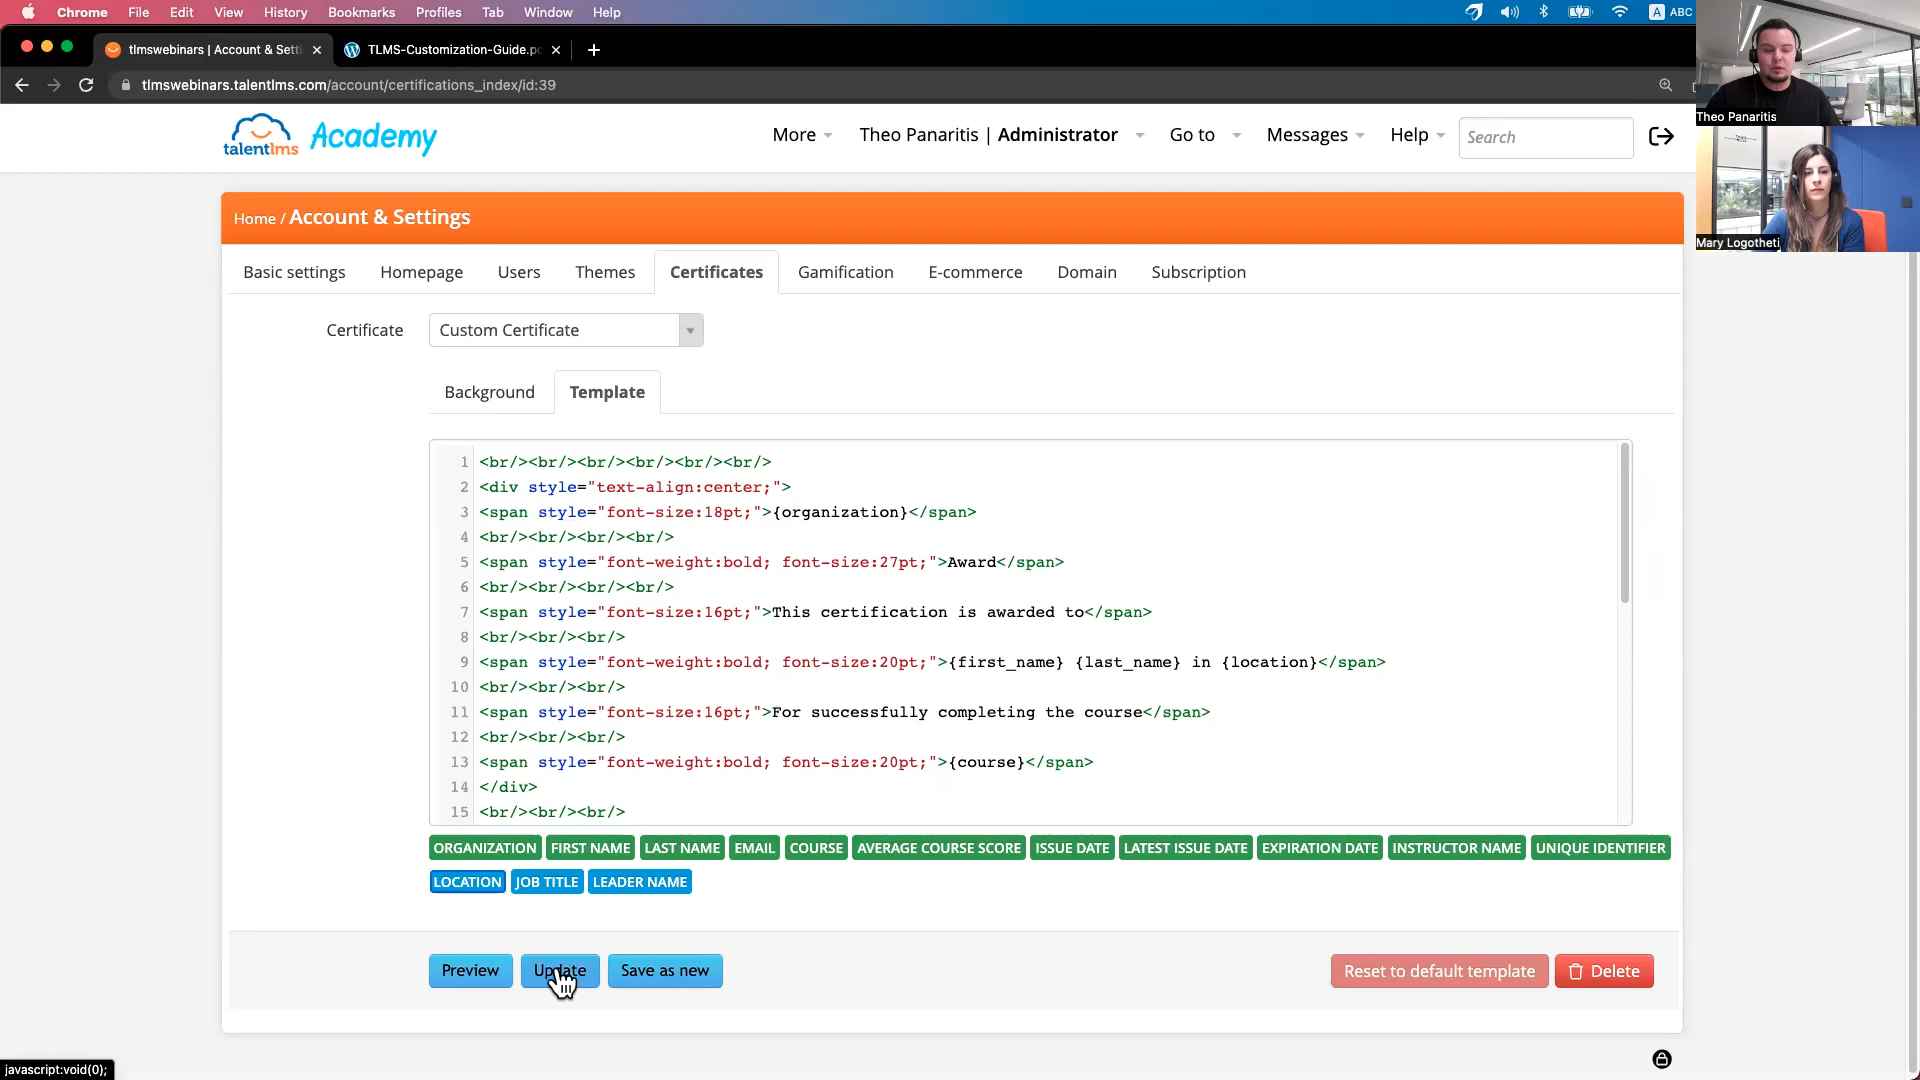 Chrome File Edit View History Bookmarks Profiles Tab Window Help A ABC
tlmswebinars | Account & Setti TLMS-Customization-Guide.p
tlmswebinars.talentlms.com/account/certifications_index/id:39
talentlms Academy
More Theo Panaritis | Administrator Go to Messages Help Search
Theo Panaritis
Mary Logotheti
Home / Account & Settings
Basic settings Homepage Users Themes Certificates Gamification E-commerce Domain Subscription
Certificate Custom Certificate
Background Template
1 <br/><br/><br/><br/><br/><br/>
2 <div style="text-align:center;">
3 <span style="font-size:18pt;">{organization}</span>
4 <br/><br/><br/><br/>
5 <span style="font-weight:bold; font-size:27pt;">Award</span>
6 <br/><br/><br/><br/>
7 <span style="font-size:16pt;">This certification is awarded to</span>
8 <br/><br/><br/>
9 <span style="font-weight:bold; font-size:20pt;">{first_name} {last_name} in {location}</span>
10 <br/><br/><br/>
11 <span style="font-size:16pt;">For successfully completing the course</span>
12 <br/><br/><br/>
13 <span style="font-weight:bold; font-size:20pt;">{course}</span>
14 </div>
15 <br/><br/><br/>
ORGANIZATION FIRST NAME LAST NAME EMAIL COURSE AVERAGE COURSE SCORE ISSUE DATE LATEST ISSUE DATE EXPIRATION DATE INSTRUCTOR NAME UNIQUE IDENTIFIER
LOCATION JOB TITLE LEADER NAME
Preview Update Save as new Reset to default template Delete
javascript:void(0);